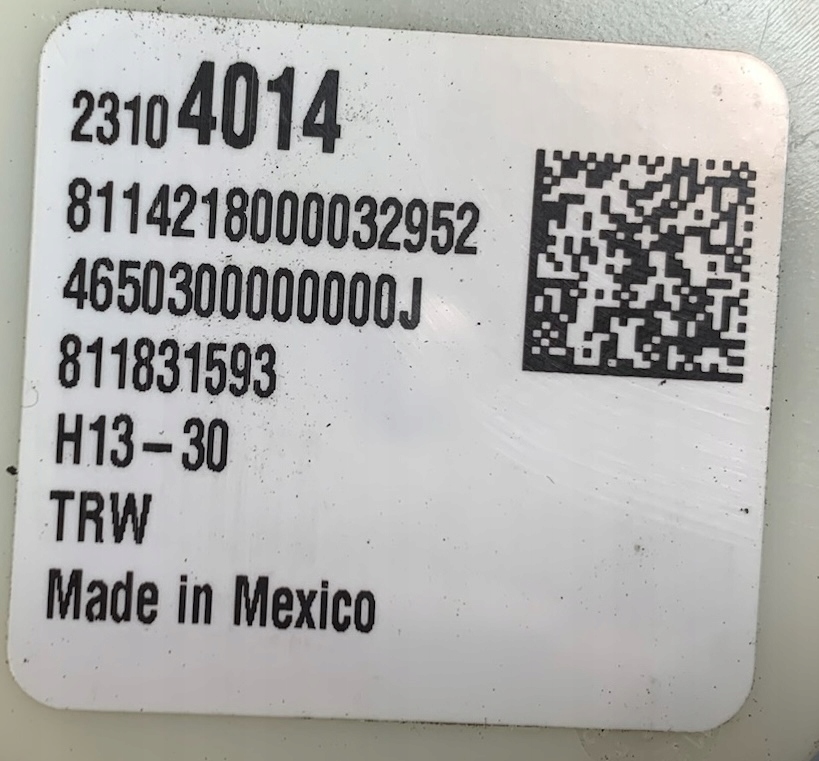 23104014
8114218000032952
4650300000000J
811831593
H13-30
TRW
Made in Mexico